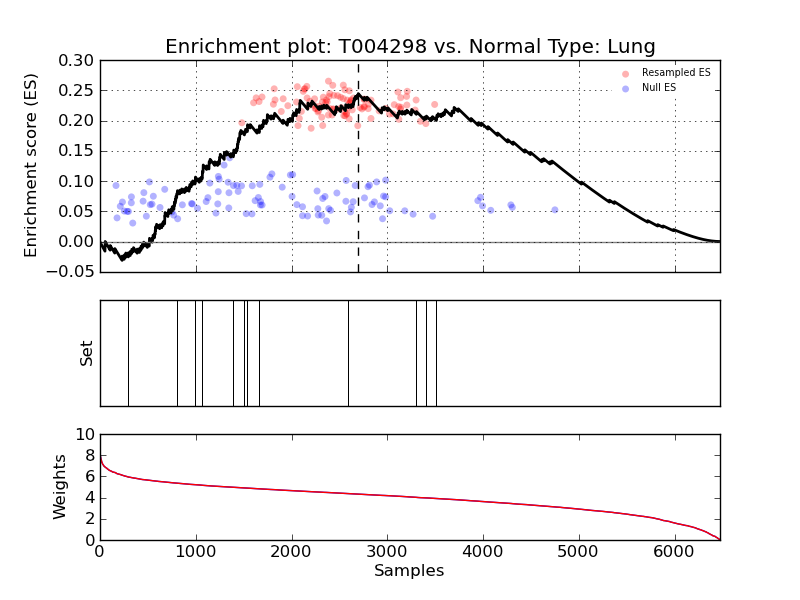 Enrichment plot: T004298 vs. Normal Type: Lung
Enrichment score (ES)
0.30
0.25
0.20
0.15
0.10
0.05
0.00
−0.05
Resampled ES
Null ES
Set
Weights
10
8
6
4
2
0
0 1000 2000 3000 4000 5000 6000
Samples